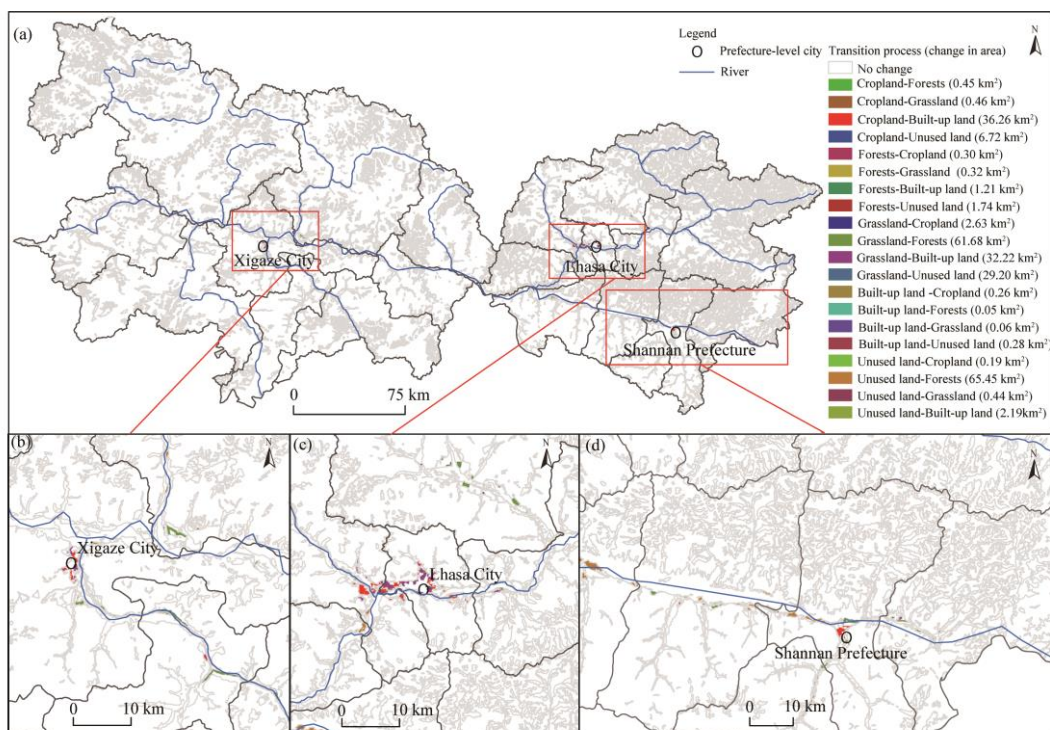 (a)
Legend
Prefecture-level city
River
N
Transition process (change in area)
No change
Cropland-Forests (0.45 km²)
Cropland-Grassland (0.46 km²)
Cropland-Built-up land (36.26 km²)
Cropland-Unused land (6.72 km²)
Forests-Cropland (0.30 km²)
Forests-Grassland (0.32 km²)
Forests-Built-up land (1.21 km²)
Forests-Unused land (1.74 km²)
Grassland-Cropland (2.63 km²)
Grassland-Forests (61.68 km²)
Grassland-Built-up land (32.22 km²)
Grassland-Unused land (29.20 km²)
Built-up land -Cropland (0.26 km²)
Built-up land-Forests (0.05 km²)
Built-up land-Grassland (0.06 km²)
Built-up land-Unused land (0.28 km²)
Unused land-Cropland (0.19 km²)
Unused land-Forests (65.45 km²)
Unused land-Grassland (0.44 km²)
Unused land-Built-up land (2.19km²)
Xigaze City
Lhasa City
Shannan Prefecture
0 75 km
(b)
N
Xigaze City
0 10 km
(c)
N
Lhasa City
0 10 km
(d)
N
Shannan Prefecture
0 10 km